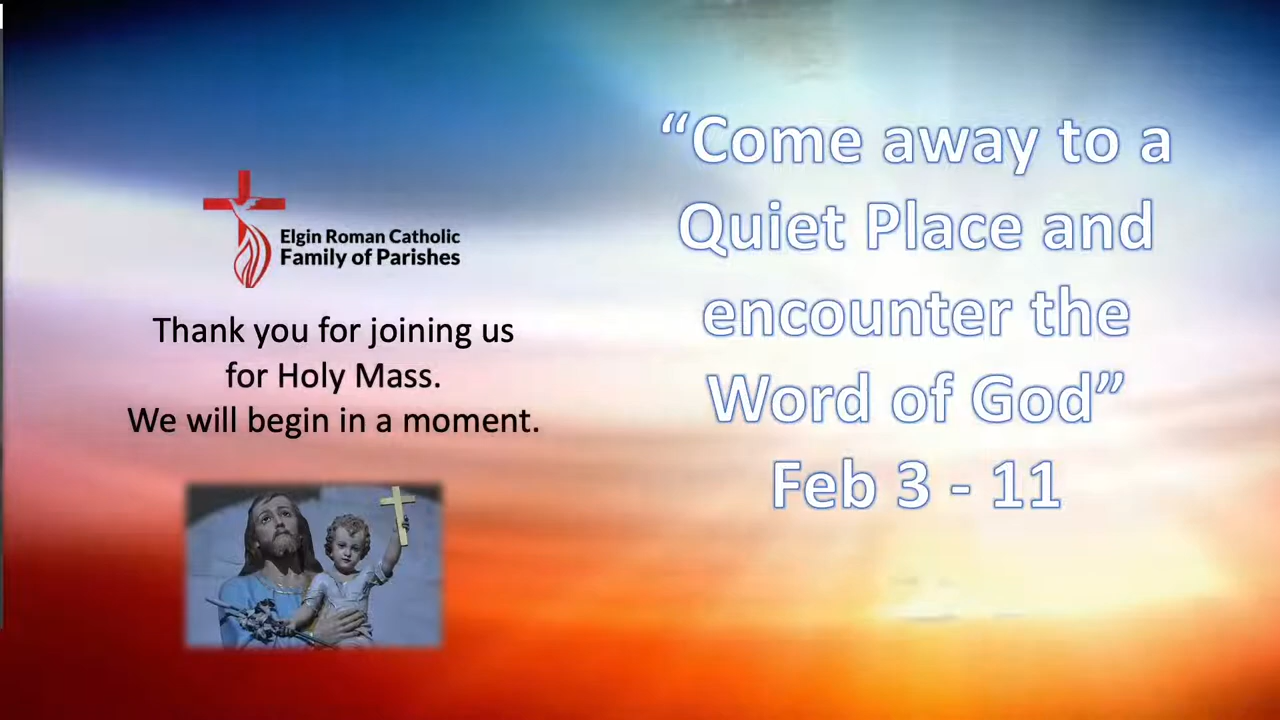 Elgin Roman Catholic
Family of Parishes
Thank you for joining us
for Holy Mass.
We will begin in a moment.
“Come away to a
Quiet Place and
encounter the
Word of God”
Feb 3 - 11